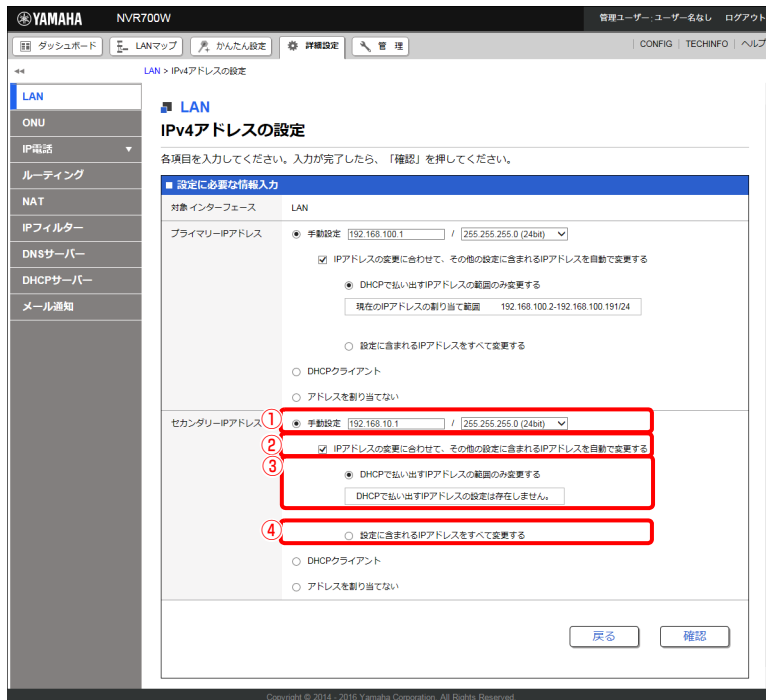 YAMAHA NVR700W 管理ユーザー：ユーザー名なし ログアウト
ダッシュボード LANマップ かんたん設定 詳細設定 管 理 CONFIG | TECHINFO | ヘルプ
LAN > IPv4アドレスの設定
LAN
ONU
IP電話
ルーティング
NAT
IPフィルター
DNSサーバー
DHCPサーバー
メール通知
LAN
IPv4アドレスの設定
各項目を入力してください。入力が完了したら、「確認」を押してください。
■ 設定に必要な情報入力
対象インターフェース LAN
プライマリーIPアドレス 手動設定 192.168.100.1 / 255.255.255.0 (24bit)
IPアドレスの変更に合わせて、その他の設定に含まれるIPアドレスを自動で変更する
DHCPで払い出すIPアドレスの範囲のみ変更する
現在のIPアドレスの割り当て範囲 192.168.100.2-192.168.100.191/24
設定に含まれるIPアドレスをすべて変更する
DHCPクライアント
アドレスを割り当てない
セカンダリーIPアドレス ① 手動設定 192.168.10.1 / 255.255.255.0 (24bit)
② IPアドレスの変更に合わせて、その他の設定に含まれるIPアドレスを自動で変更する
③ DHCPで払い出すIPアドレスの範囲のみ変更する
DHCPで払い出すIPアドレスの設定は存在しません。
④ 設定に含まれるIPアドレスをすべて変更する
DHCPクライアント
アドレスを割り当てない
戻る 確認
Copyright © 2014 - 2016 Yamaha Corporation. All Rights Reserved.